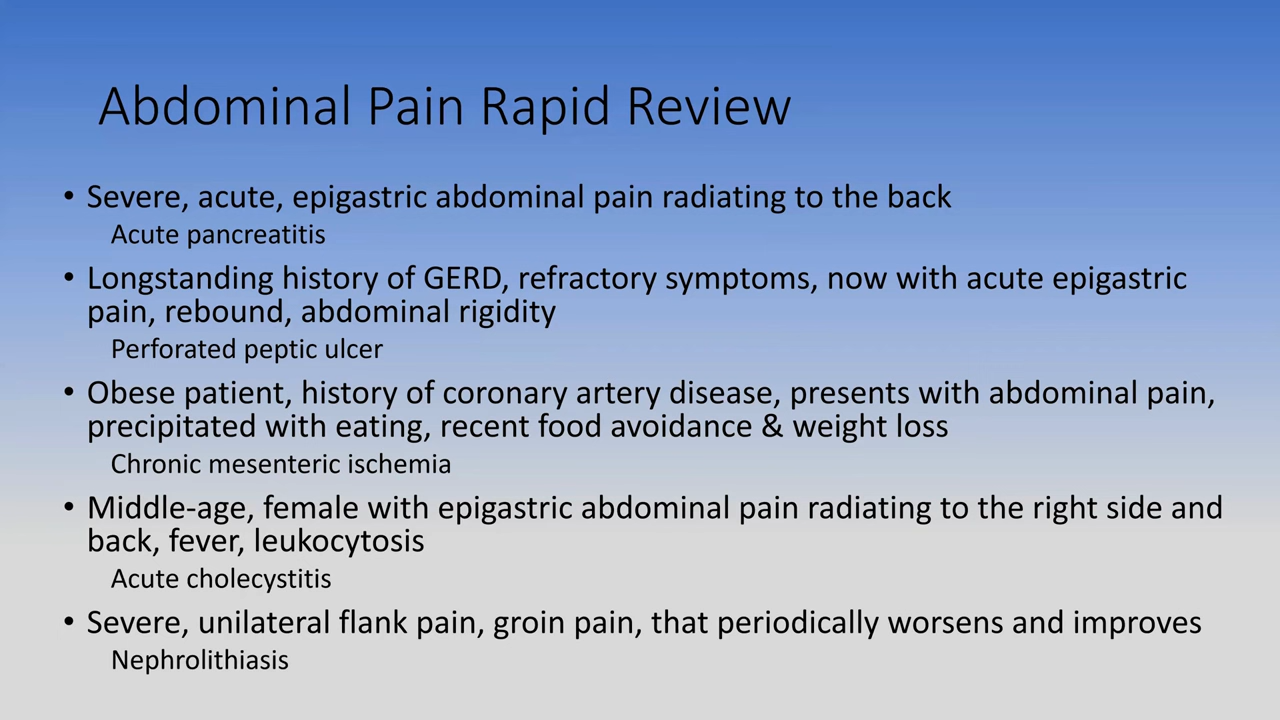 Abdominal Pain Rapid Review
• Severe, acute, epigastric abdominal pain radiating to the back
Acute pancreatitis
• Longstanding history of GERD, refractory symptoms, now with acute epigastric
pain, rebound, abdominal rigidity
Perforated peptic ulcer
• Obese patient, history of coronary artery disease, presents with abdominal pain,
precipitated with eating, recent food avoidance & weight loss
Chronic mesenteric ischemia
• Middle-age, female with epigastric abdominal pain radiating to the right side and
back, fever, leukocytosis
Acute cholecystitis
• Severe, unilateral flank pain, groin pain, that periodically worsens and improves
Nephrolithiasis